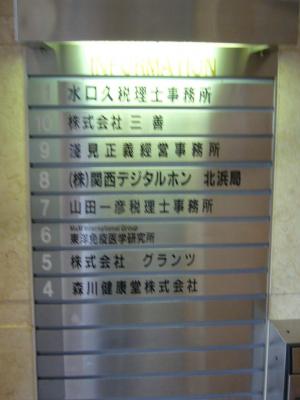 INFORMATION
1 水口久税理士事務所
10 株式会社 三善
9 淺見正義經営事務所
8 (株)関西デジタルホン 北浜局
7 山田一彦税理士事務所
6 M&M International Group
東洋免疫医学研究所
5 株式会社 グランツ
4 森川健康堂株式会社